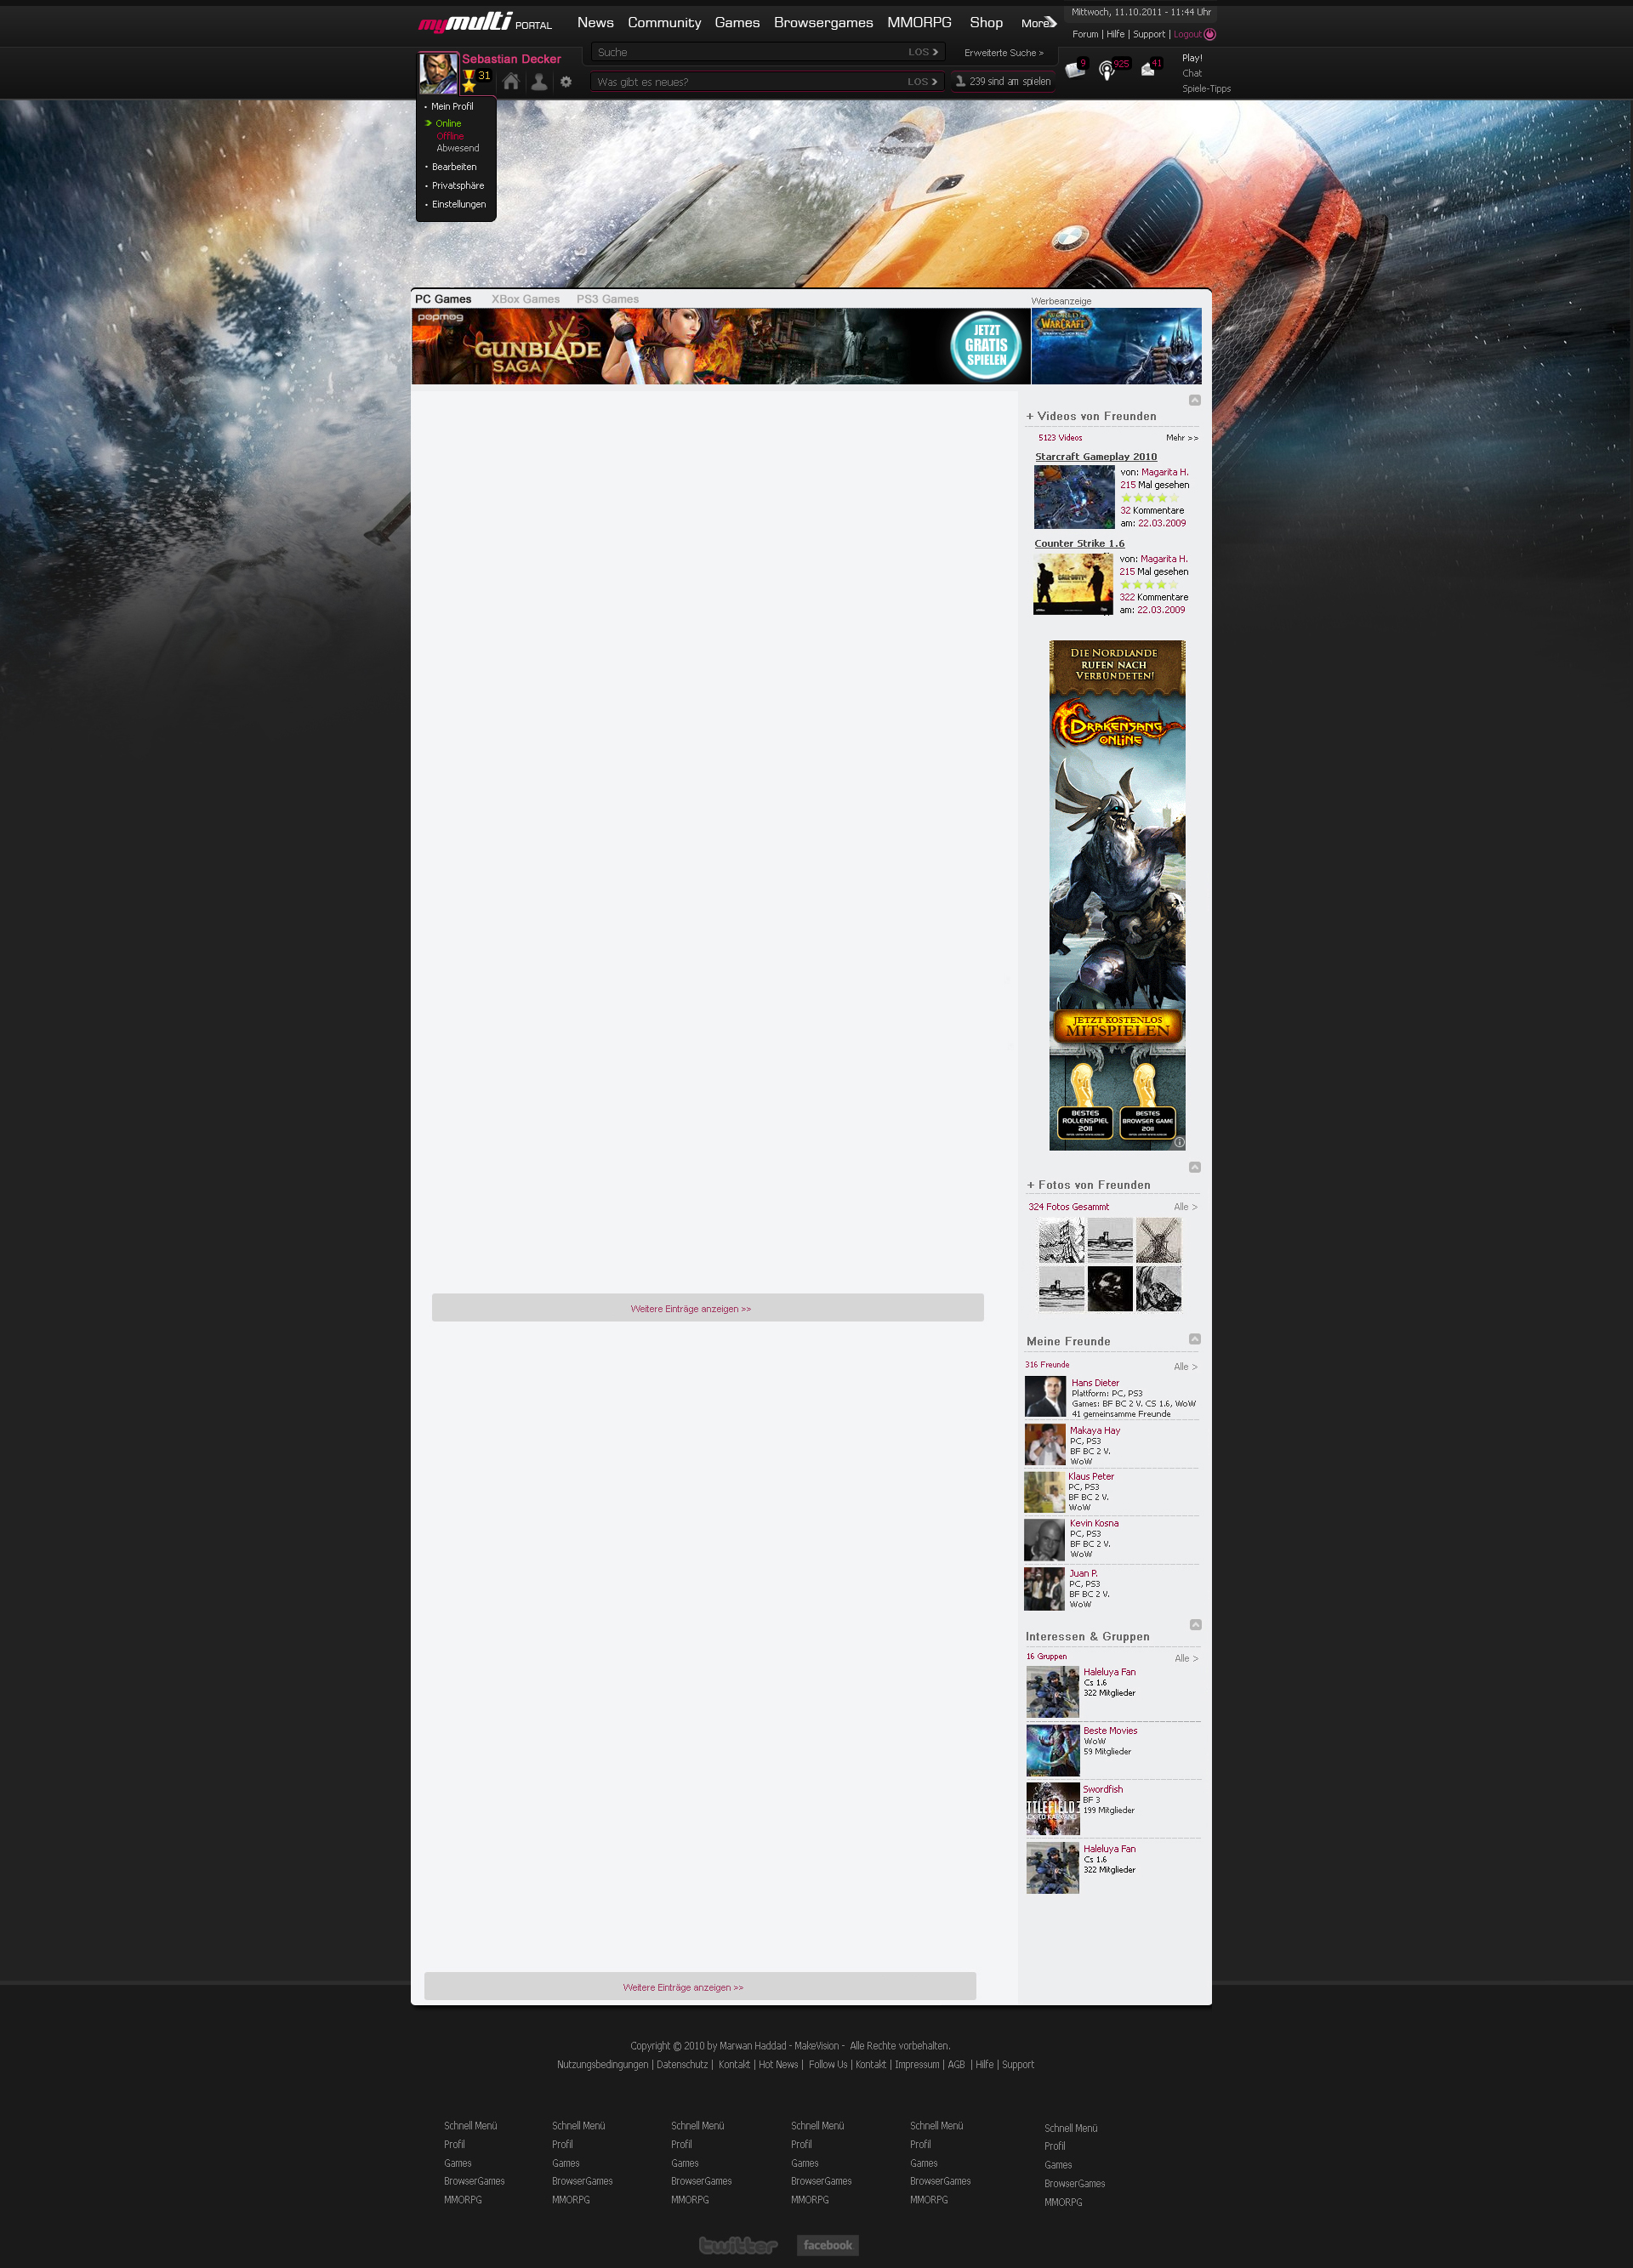 mymulti PORTAL
News Community Games Browsergames MMORPG Shop More
Mittwoch, 11.10.2011 - 11:44 Uhr
Forum | Hilfe | Support | Logout
Suche LOS
Erweiterte Suche >
Sebastian Decker
31
Was gibt es neues? LOS
239 sind am spielen
9 925 41
Play!
Chat
Spiele-Tipps
Mein Profil
Online
Offline
Abwesend
Bearbeiten
Privatsphäre
Einstellungen
PC Games XBox Games PS3 Games
Werbeanzeige
popmog
GUNBLADE
SAGA
JETZT
GRATIS
SPIELEN
WORLD OF
WARCRAFT
+ Videos von Freunden
5123 Videos Mehr >>
Starcraft Gameplay 2010
von: Magarita H.
215 Mal gesehen
32 Kommentare
am: 22.03.2009
Counter Strike 1.6
CALL OF DUTY
von: Magarita H.
215 Mal gesehen
322 Kommentare
am: 22.03.2009
DIE NORDLANDE
RUFEN NACH
VERBÜNDETEN!
DRAKENSANG
ONLINE
JETZT KOSTENLOS
MITSPIELEN
BESTES
ROLLENSPIEL
2011
BESTES
BROWSER GAME
2011
+ Fotos von Freunden
324 Fotos Gesammt Alle >
Weitere Einträge anzeigen >>
Meine Freunde
316 Freunde Alle >
Hans Dieter
Plattform: PC, PS3
Games: BF BC 2 V. CS 1.6, WoW
41 gemeinsamme Freunde
Makaya Hay
PC, PS3
BF BC 2 V.
WoW
Klaus Peter
PC, PS3
BF BC 2 V.
WoW
Kevin Kosna
PC, PS3
BF BC 2 V.
WoW
Juan P.
PC, PS3
BF BC 2 V.
WoW
Interessen & Gruppen
16 Gruppen Alle >
Haleluya Fan
Cs 1.6
322 Mitglieder
Beste Movies
WoW
59 Mitglieder
Swordfish
BF 3
199 Mitglieder
Haleluya Fan
Cs 1.6
322 Mitglieder
Weitere Einträge anzeigen >>
Copyright © 2010 by Marwan Haddad - MakeVision - Alle Rechte vorbehalten.
Nutzungsbedingungen | Datenschutz | Kontakt | Hot News | Follow Us | Kontakt | Impressum | AGB | Hilfe | Support
Schnell Menü Schnell Menü Schnell Menü Schnell Menü Schnell Menü Schnell Menü
Profil Profil Profil Profil Profil Profil
Games Games Games Games Games Games
BrowserGames BrowserGames BrowserGames BrowserGames BrowserGames BrowserGames
MMORPG MMORPG MMORPG MMORPG MMORPG MMORPG
twitter facebook